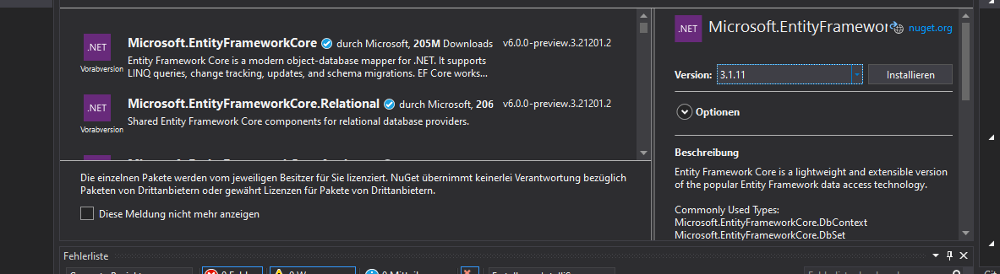 .NET
Vorabversion
Microsoft.EntityFrameworkCore durch Microsoft, 205M Downloads
v6.0.0-preview.3.21201.2
Entity Framework Core is a modern object-database mapper for .NET. It supports
LINQ queries, change tracking, updates, and schema migrations. EF Core works...
.NET
Vorabversion
Microsoft.EntityFrameworkCore.Relational durch Microsoft, 206
v6.0.0-preview.3.21201.2
Shared Entity Framework Core components for relational database providers.
Die einzelnen Pakete werden vom jeweiligen Besitzer für Sie lizenziert. NuGet übernimmt keinerlei Verantwortung bezüglich
Paketen von Drittanbietern oder gewährt Lizenzen für Pakete von Drittanbietern.
Diese Meldung nicht mehr anzeigen
.NET
Microsoft.EntityFramewor
nuget.org
Version: 3.1.11 Installieren
Optionen
Beschreibung
Entity Framework Core is a lightweight and extensible version
of the popular Entity Framework data access technology.
Commonly Used Types:
Microsoft.EntityFrameworkCore.DbContext
Microsoft.EntityFrameworkCore.DbSet
Fehlerliste